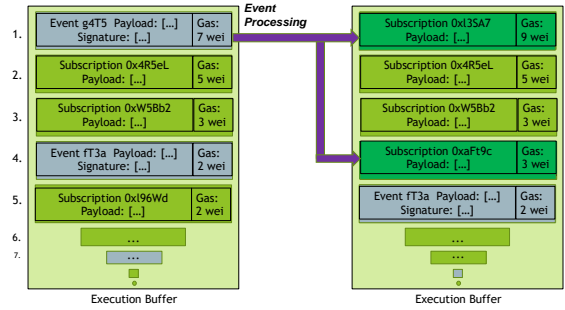 Event
Processing
1.
Event g4T5 Payload: […]
Signature: […]
Gas:
7 wei
2.
Subscription 0x4R5eL
Payload: […]
Gas:
5 wei
3.
Subscription 0xW5Bb2
Payload: […]
Gas:
3 wei
4.
Event fT3a Payload: […]
Signature: […]
Gas:
2 wei
5.
Subscription 0xl96Wd
Payload: […]
Gas:
2 wei
6.
...
7.
...
Execution Buffer
Subscription 0xl3SA7
Payload: […]
Gas:
9 wei
Subscription 0x4R5eL
Payload: […]
Gas:
5 wei
Subscription 0xW5Bb2
Payload: […]
Gas:
3 wei
Subscription 0xaFt9c
Payload: […]
Gas:
3 wei
Event fT3a Payload: […]
Signature: […]
Gas:
2 wei
...
...
Execution Buffer